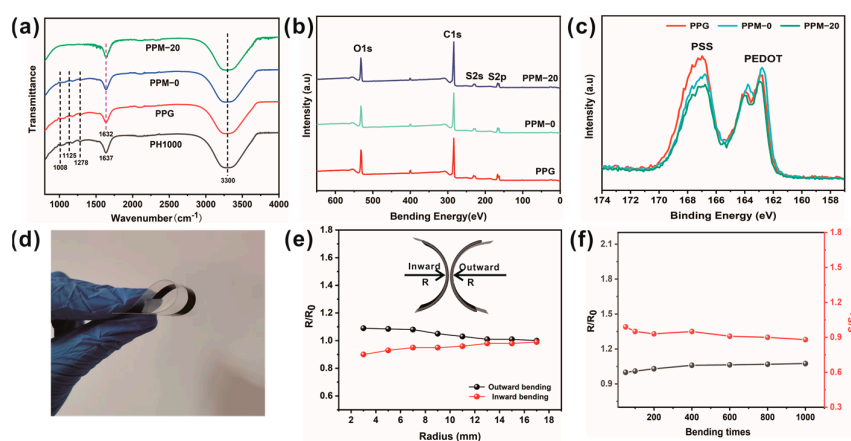 (a)
PPM-20
PPM-0
PPG
PH1000
1008
1125
1278
1632
1637
3300
Transmittance
1000 1500 2000 2500 3000 3500 4000
Wavenumber(cm-1)
(b)
O1s
C1s
S2s
S2p
PPM-20
PPM-0
PPG
Intensity (a.u)
600 500 400 300 200 100 0
Bending Energy(eV)
(c)
PPG PPM-0 PPM-20
PSS
PEDOT
Intensity (a.u)
174 172 170 168 166 164 162 160 158
Binding Energy (eV)
(d)
(e)
Inward
R
Outward
R
R/R0
1.8
1.6
1.4
1.2
1.0
0.8
0.6
Outward bending
Inward bending
2 4 6 8 10 12 14 16 18
Radius (mm)
(f)
R/R0
2.1
1.8
1.5
1.2
0.9
1.8
1.5
1.2
0.9
0.6
0.3
S/S0
0 200 400 600 800 1000
Bending times